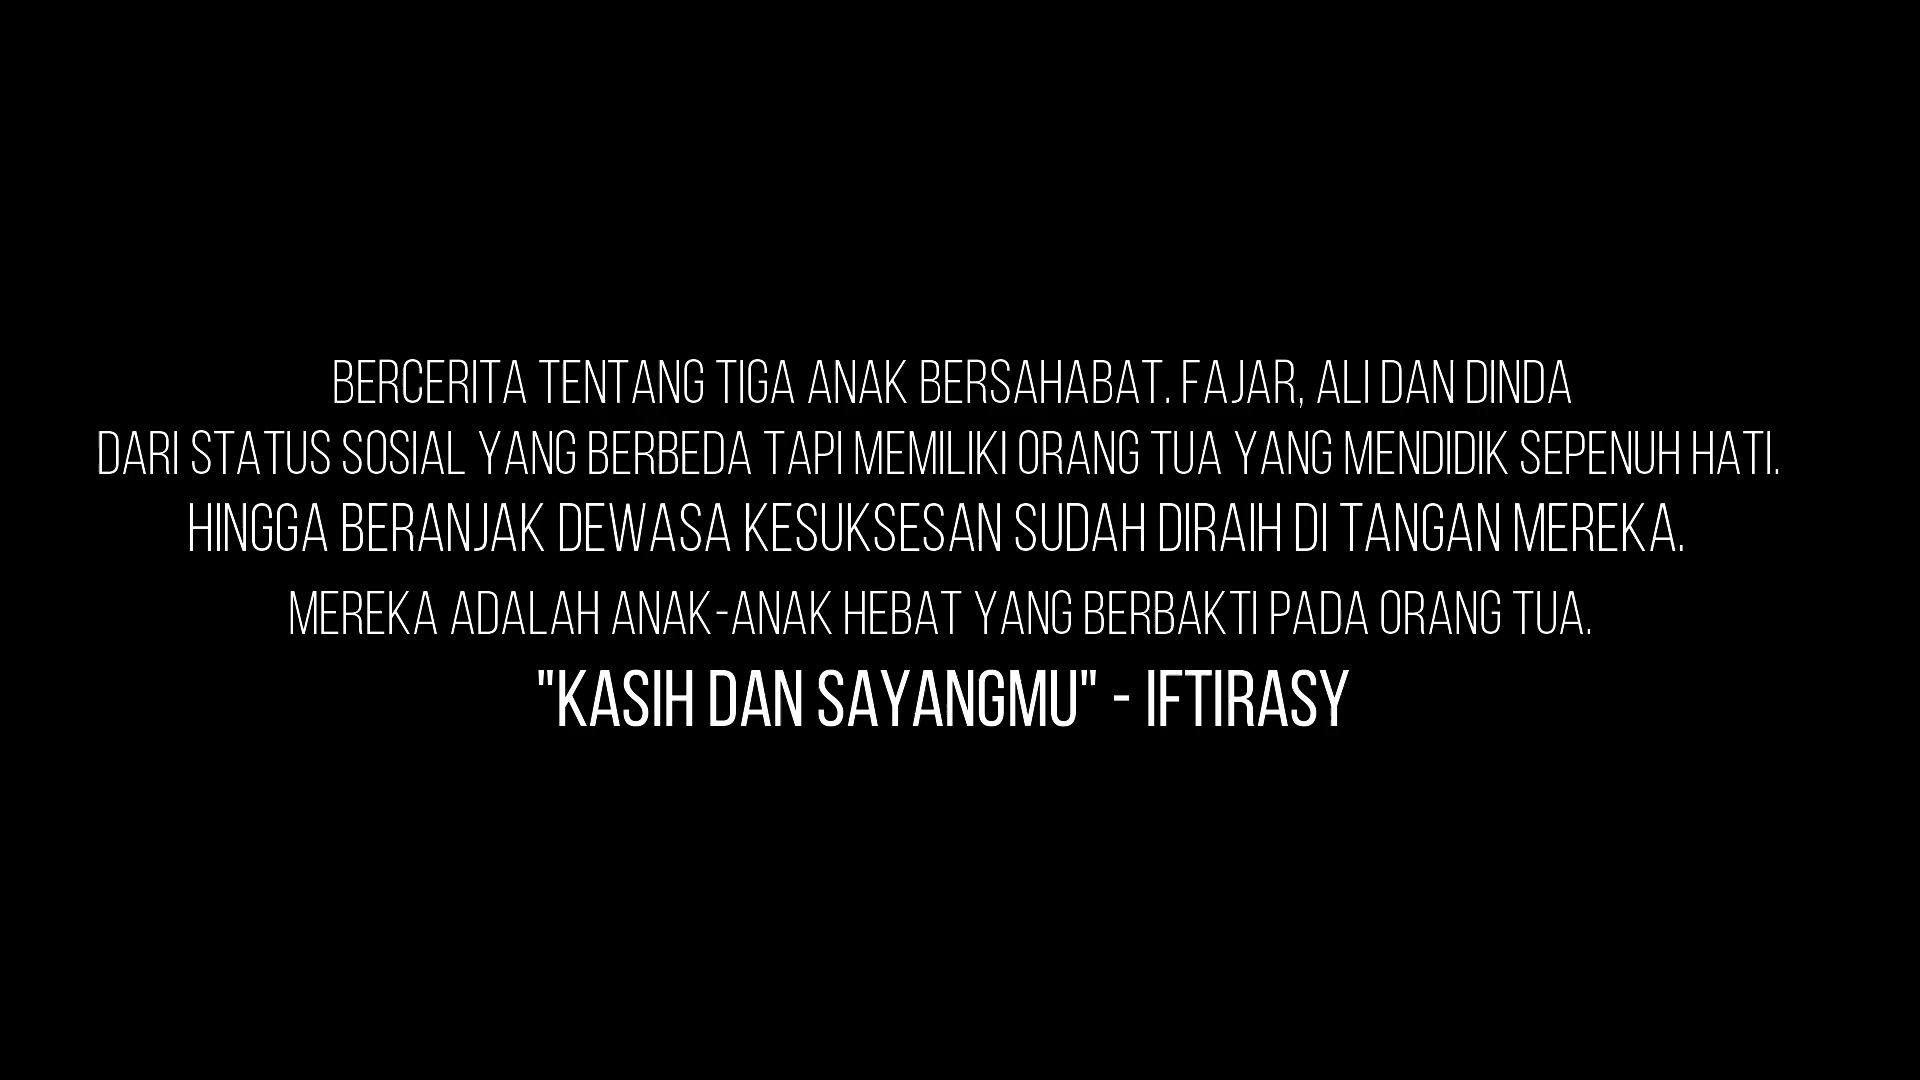 BERCERITA TENTANG TIGA ANAK BERSAHABAT. FAJAR, ALI DAN DINDA
DARI STATUS SOSIAL YANG BERBEDA TAPI MEMILIKI ORANG TUA YANG MENDIDIK SEPENUH HATI.
HINGGA BERANJAK DEWASA KESUKSESAN SUDAH DIRAIH DI TANGAN MEREKA.
MEREKA ADALAH ANAK-ANAK HEBAT YANG BERBAKTI PADA ORANG TUA.
"KASIH DAN SAYANGMU" - IFTIRASY